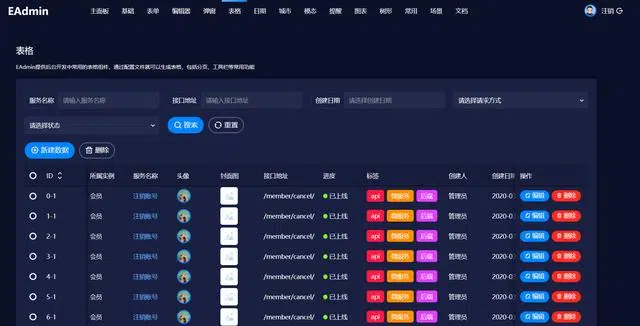 EAdmin 主面板 基础 表单 编辑器 弹窗 表格 日期 城市 模态 提醒 图表 树形 常用 场景 文档 注销
表格
EAdmin提供后台开发中常用的表格组件，通过配置文件就可以生成表格，包括分页、工具栏等常用功能
服务名称 请输入服务名称 接口地址 请输入接口地址 创建日期 请选择创建日期 请选择请求方式
请选择状态 搜索 重置
新建数据 删除
ID 所属实例 服务名称 头像 封面图 接口地址 进度 标签 创建人 创建日期 操作
0-1 会员 注销账号 /member/cancel/ 已上线 api 微服务 后端 管理员 2020-0 编辑 删除
1-1 会员 注销账号 /member/cancel/ 已上线 api 微服务 后端 管理员 2020-0 编辑 删除
2-1 会员 注销账号 /member/cancel/ 已上线 api 微服务 后端 管理员 2020-0 编辑 删除
3-1 会员 注销账号 /member/cancel/ 已上线 api 微服务 后端 管理员 2020-0 编辑 删除
4-1 会员 注销账号 /member/cancel/ 已上线 api 微服务 后端 管理员 2020-0 编辑 删除
5-1 会员 注销账号 /member/cancel/ 已上线 api 微服务 后端 管理员 2020-0 编辑 删除
6-1 会员 注销账号 /member/cancel/ 已上线 api 微服务 后端 管理员 2020-0 编辑 删除